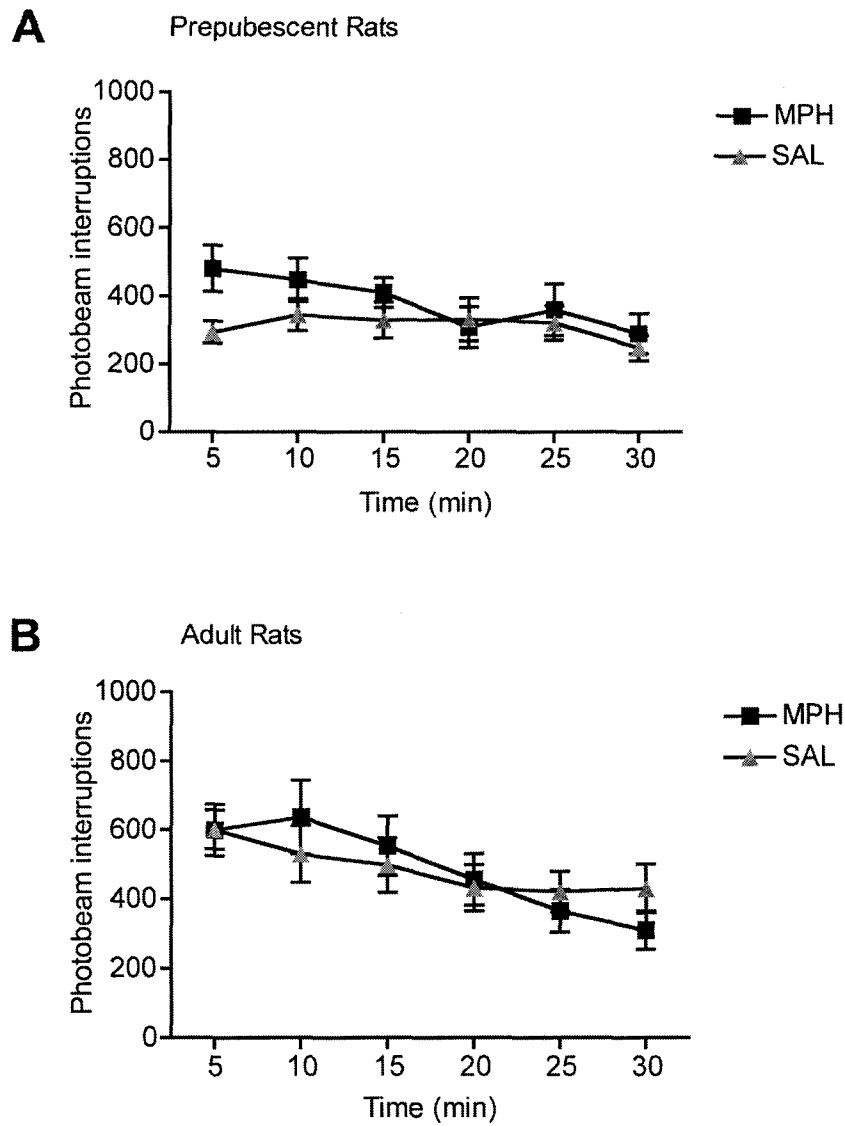 A
Prepubescent Rats
1000
800
600
400
200
0
Photobeam interruptions
5 10 15 20 25 30
Time (min)
MPH
SAL
B
Adult Rats
1000
800
600
400
200
0
Photobeam interruptions
5 10 15 20 25 30
Time (min)
MPH
SAL